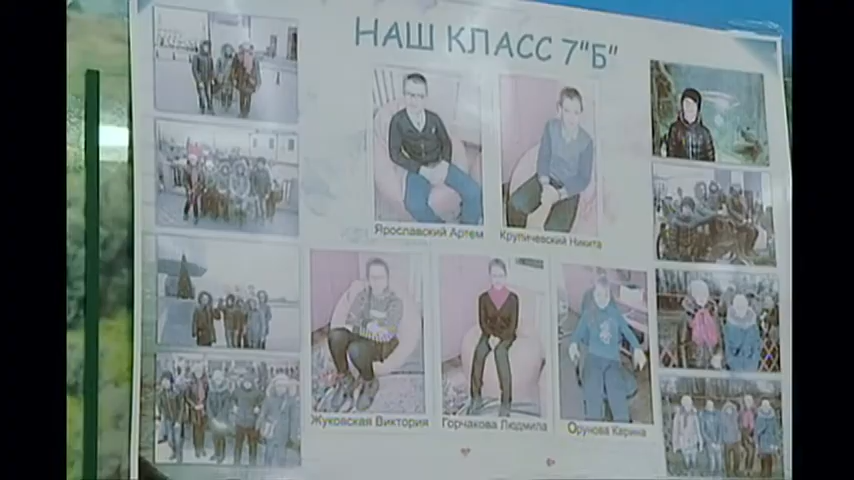 НАШ КЛАСС 7"Б"
Ярославский Артем
Крупичевский Никита
Жуковская Виктория
Горчакова Людмила
Орунова Карина